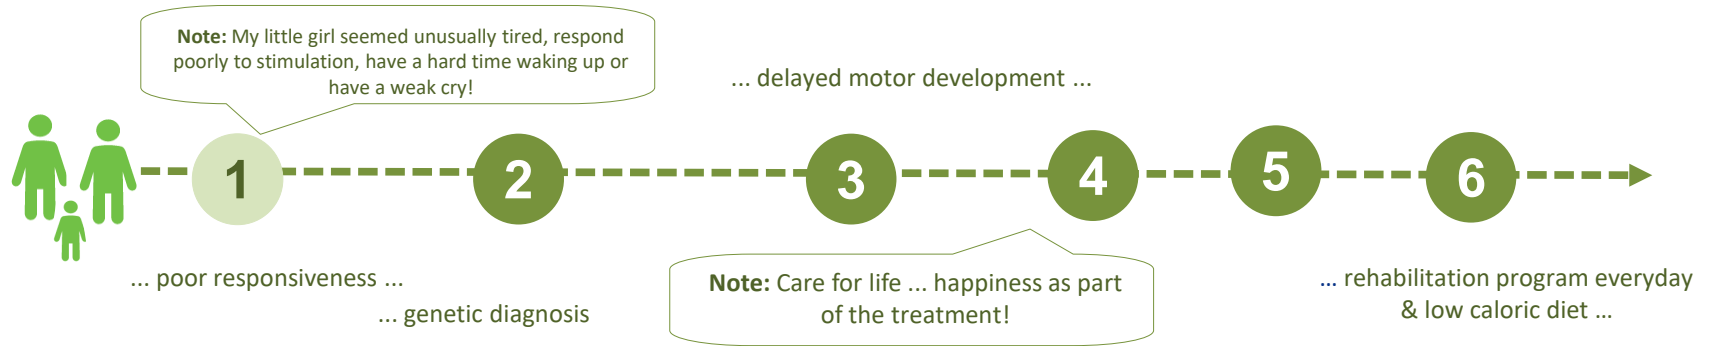 Note: My little girl seemed unusually tired, respond
poorly to stimulation, have a hard time waking up or
have a weak cry!
... delayed motor development ...
1
2
3
4
5
6
... poor responsiveness ...
... genetic diagnosis
Note: Care for life ... happiness as part
of the treatment!
... rehabilitation program everyday
& low caloric diet ...